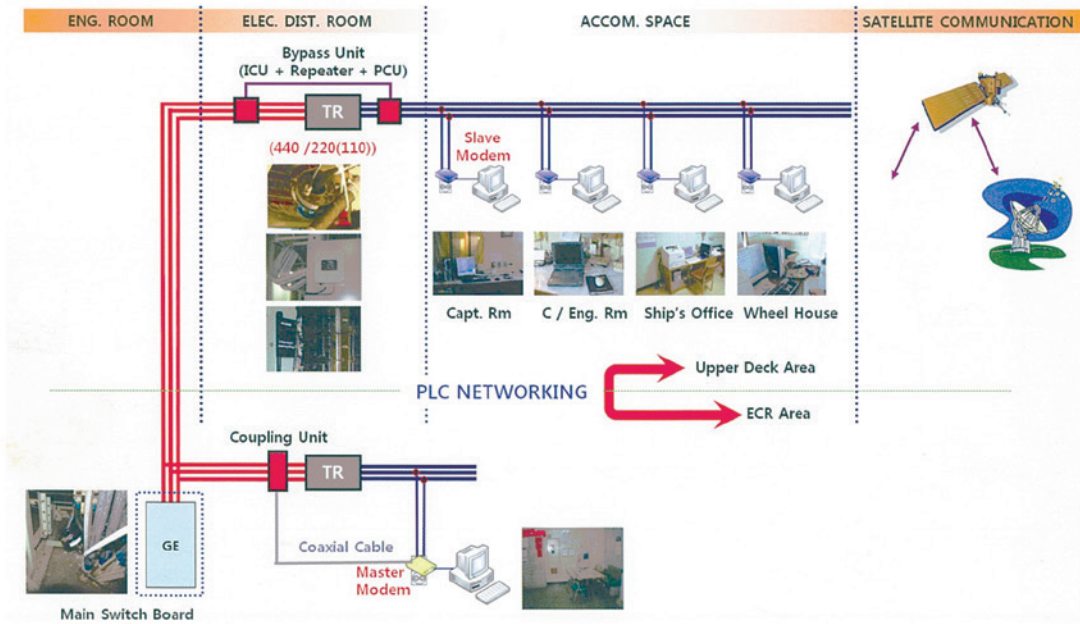 ENG. ROOM
ELEC. DIST. ROOM
ACCOM. SPACE
SATELLITE COMMUNICATION
Bypass Unit
(ICU + Repeater + PCU)
TR
(440 /220(110))
Slave
Modem
Capt. Rm
C / Eng. Rm
Ship's Office
Wheel House
Upper Deck Area
PLC NETWORKING
ECR Area
Coupling Unit
TR
GE
Coaxial Cable
Master
Modem
Main Switch Board